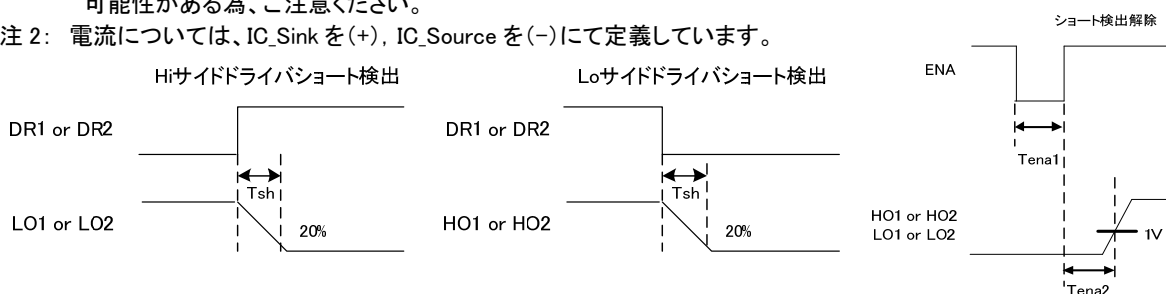 可能性がある為、ご注意ください。
注 2： 電流については、IC_Sink を(+), IC_Source を(-)にて定義しています。
Hiサイドドライバショート検出
DR1 or DR2
Tsh
LO1 or LO2
20%
Loサイドドライバショート検出
DR1 or DR2
Tsh
HO1 or HO2
20%
ショート検出解除
ENA
Tena1
HO1 or HO2
LO1 or LO2
1V
Tena2